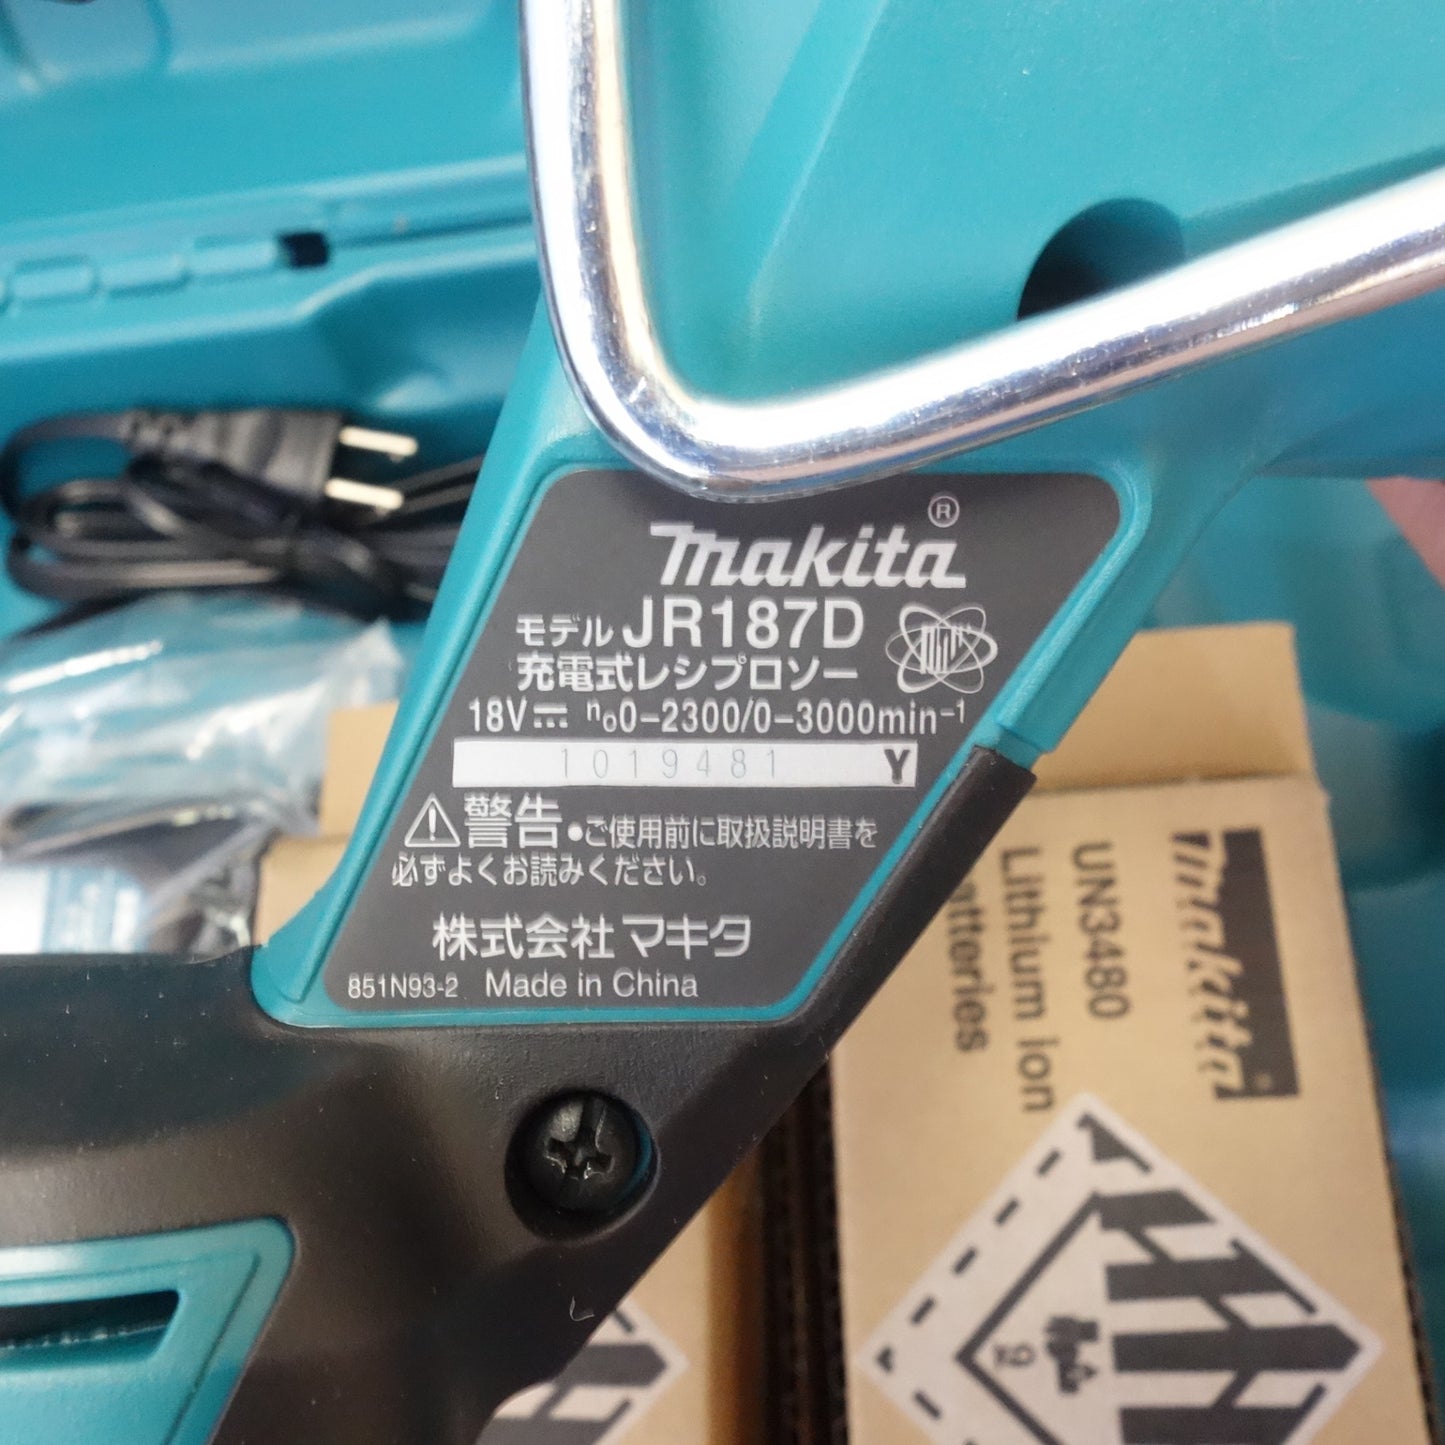 makita®
モデル JR187D
充電式レシプロソー
18V⎓ n₀0-2300/0-3000min⁻¹
1019481 Y
⚠警告 •ご使用前に取扱説明書を
必ずよくお読みください。
株式会社マキタ
851N93-2 Made in China
makita
UN3480
Lithium ion
9